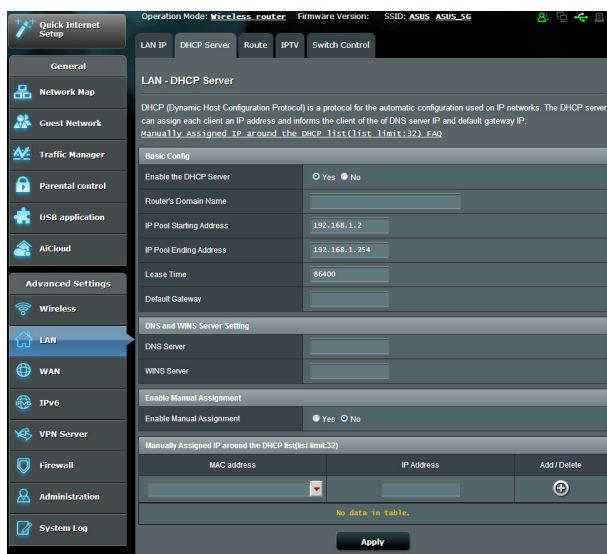 Quick Internet
Setup
Operation Mode: Wireless router Firmware Version: SSID: ASUS ASUS_5G
LAN IP DHCP Server Route IPTV Switch Control
General
Network Map
Guest Network
Traffic Manager
Parental control
USB application
AiCloud
Advanced Settings
Wireless
LAN
WAN
IPv6
VPN Server
Firewall
Administration
System Log
LAN - DHCP Server
DHCP (Dynamic Host Configuration Protocol) is a protocol for the automatic configuration used on IP networks. The DHCP server
can assign each client an IP address and informs the client of the of DNS server IP and default gateway
IP.
Manually Assigned IP around the DHCP list(list limit:32) FAQ
Basic Config
Enable the DHCP Server Yes No
Router's Domain Name
IP Pool Starting Address 192.168.1.2
IP Pool Ending Address 192.168.1.254
Lease Time 86400
Default Gateway
DNS and WINS Server Setting
DNS Server
WINS Server
Enable Manual Assignment
Enable Manual Assignment Yes No
Manually Assigned IP around the DHCP list(list limit:32)
MAC address IP Address Add / Delete
No data in table.
Apply